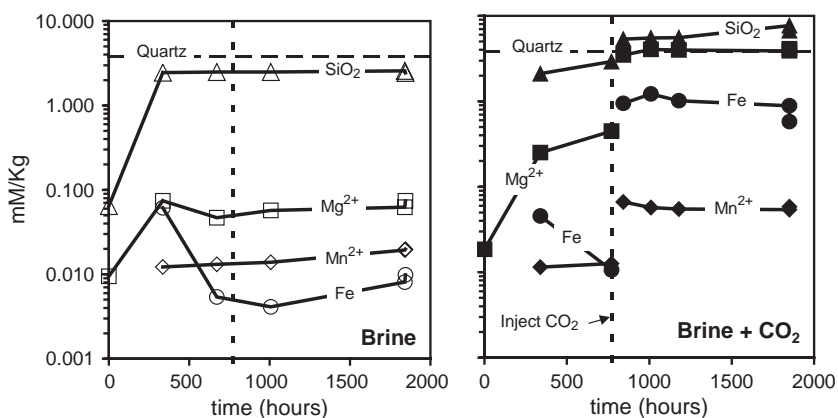 mM/Kg
10.000
1.000
0.100
0.010
0.001
Quartz
SiO₂
Mg²⁺
Mn²⁺
Fe
Brine
0 500 1000 1500 2000
time (hours)
SiO₂
Quartz
Fe
Mg²⁺
Mn²⁺
Fe
Inject CO₂
Brine + CO₂
0 500 1000 1500 2000
time (hours)